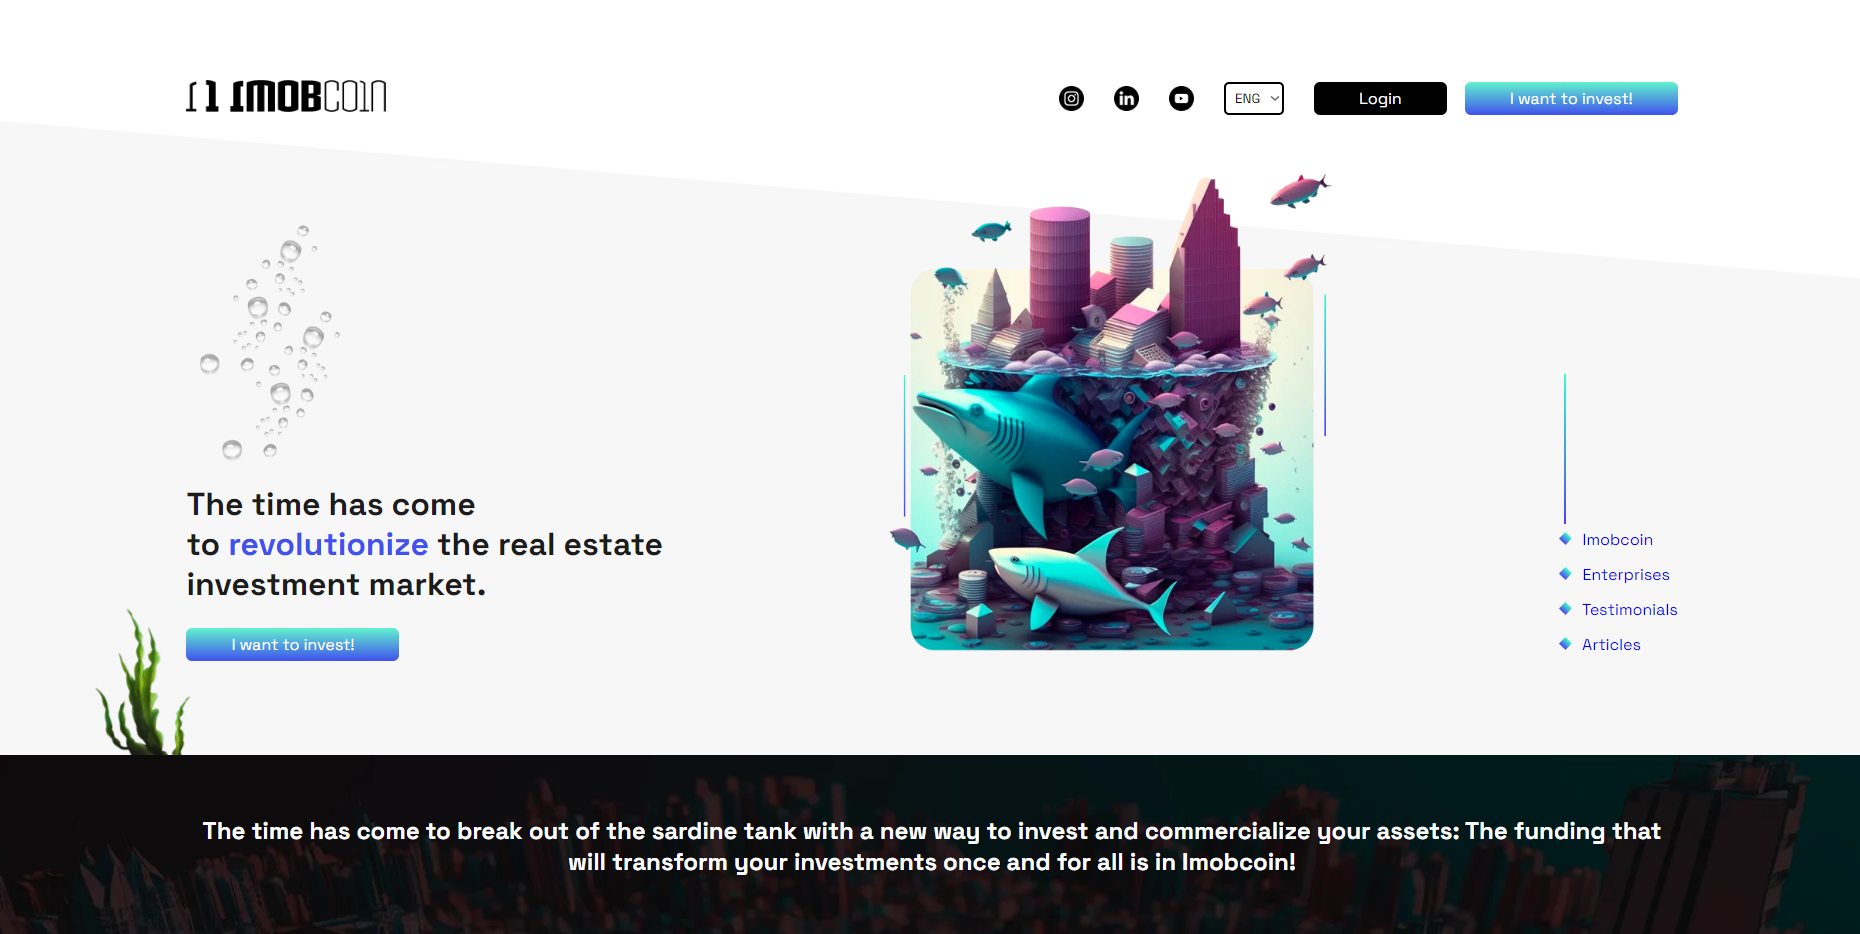 IMOBCOIN
ENG
Login
I want to invest!
The time has come
to revolutionize the real estate
investment market.
I want to invest!
Imobcoin
Enterprises
Testimonials
Articles
The time has come to break out of the sardine tank with a new way to invest and commercialize your assets: The funding that
will transform your investments once and for all is in Imobcoin!